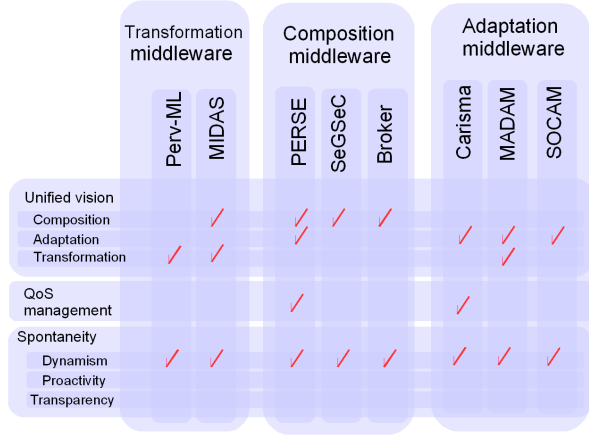 Transformation
middleware
Composition
middleware
Adaptation
middleware
Perv-ML
MIDAS
PERSE
SeGSeC
Broker
Carisma
MADAM
SOCAM
Unified vision
Composition
Adaptation
Transformation
QoS
management
Spontaneity
Dynamism
Proactivity
Transparency